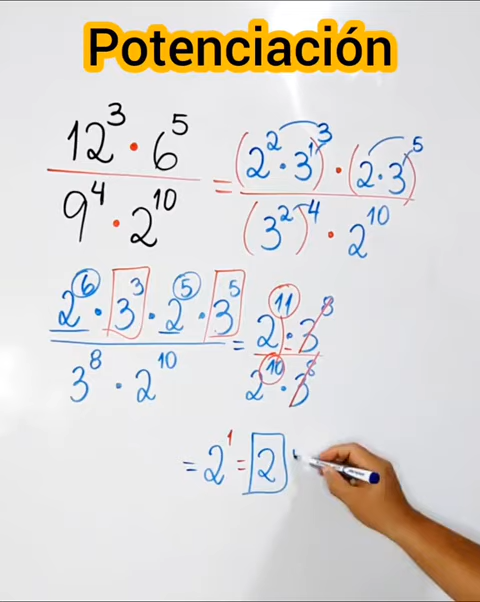 Potenciación
12³ · 6⁵ / 9⁴ · 2¹⁰ = (2² · 3¹)³ · (2 · 3)⁵ / (3²)⁴ · 2¹⁰
2⁶ · 3³ · 2⁵ · 3⁵ / 3⁸ · 2¹⁰ = 2¹¹ · 3⁸ / 2¹⁰ · 3⁸
= 2¹ = 2